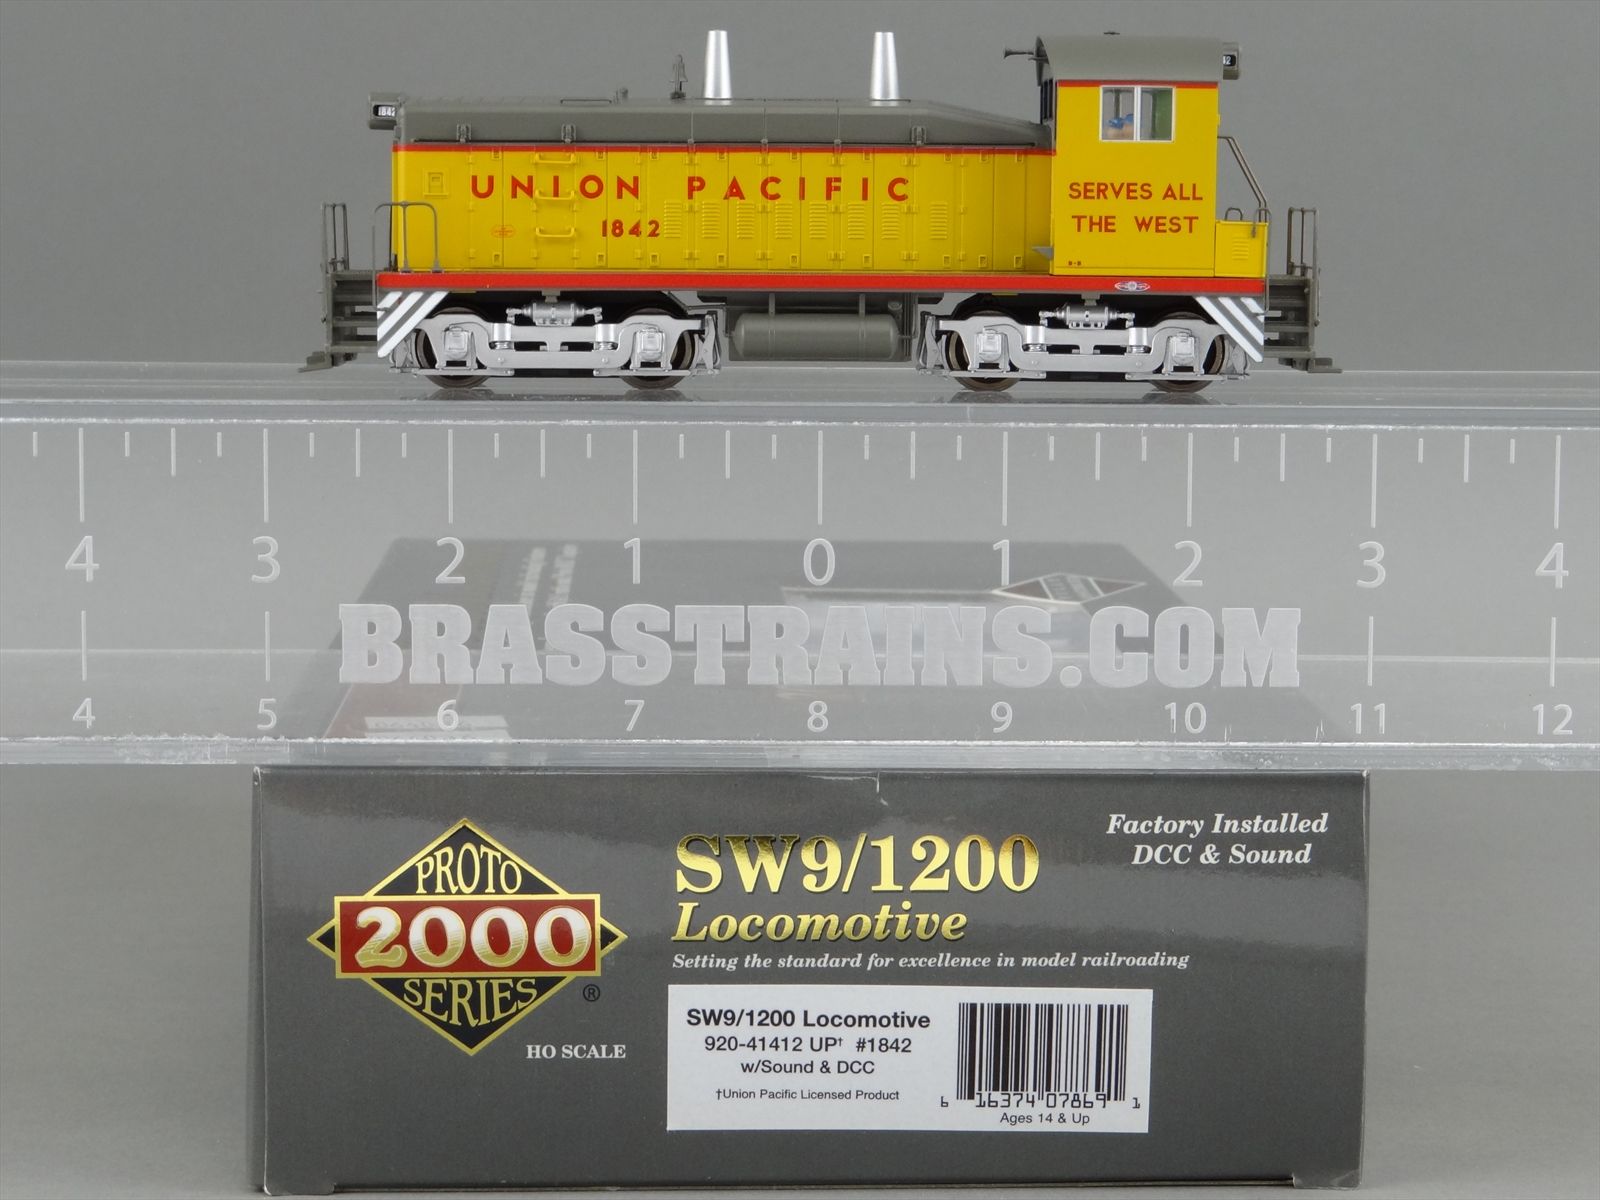 1842
42
UNION PACIFIC
1842
SERVES ALL
THE WEST
4 3 2 1 0 1 2 3 4
BRASSTRAINS.COM
4 5 6 7 8 9 10 11 12
PROTO
2000
SERIES
®
HO SCALE
SW9/1200
Locomotive
Setting the standard for excellence in model railroading
Factory Installed
DCC & Sound
SW9/1200 Locomotive
920-41412 UP† #1842
w/Sound & DCC
†Union Pacific Licensed Product
6 16374 07869 1
Ages 14 & Up